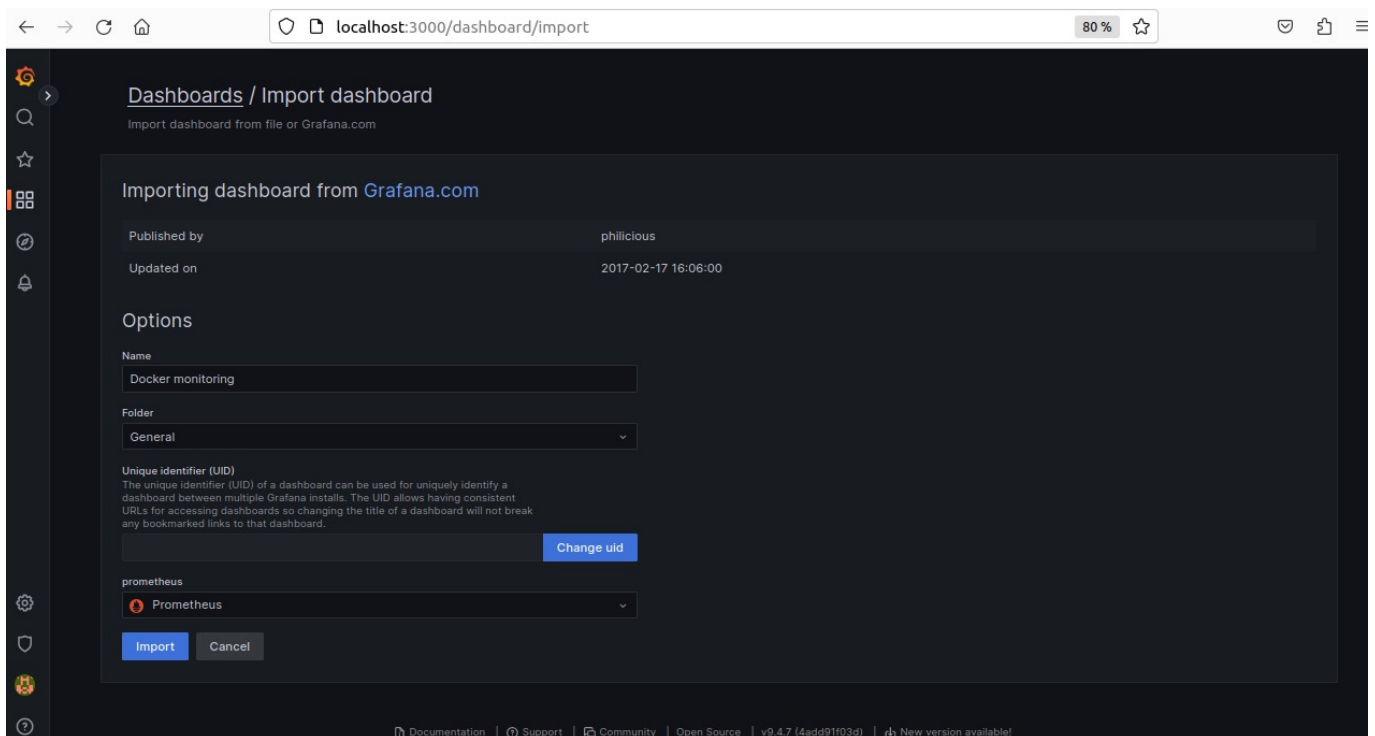 localhost:3000/dashboard/import
80%
Dashboards / Import dashboard
Import dashboard from file or Grafana.com
Importing dashboard from Grafana.com
Published by philicious
Updated on 2017-02-17 16:06:00
Options
Name
Docker monitoring
Folder
General
Unique identifier (UID)
The unique identifier (UID) of a dashboard can be used for uniquely identify a
dashboard between multiple Grafana installs. The UID allows having consistent
URLs for accessing dashboards so changing the title of a dashboard will not break
any bookmarked links to that dashboard.
Change uid
prometheus
Prometheus
Import Cancel
Documentation | Support | Community | Open Source | v9.4.7 (4add91f03d) | New version available!